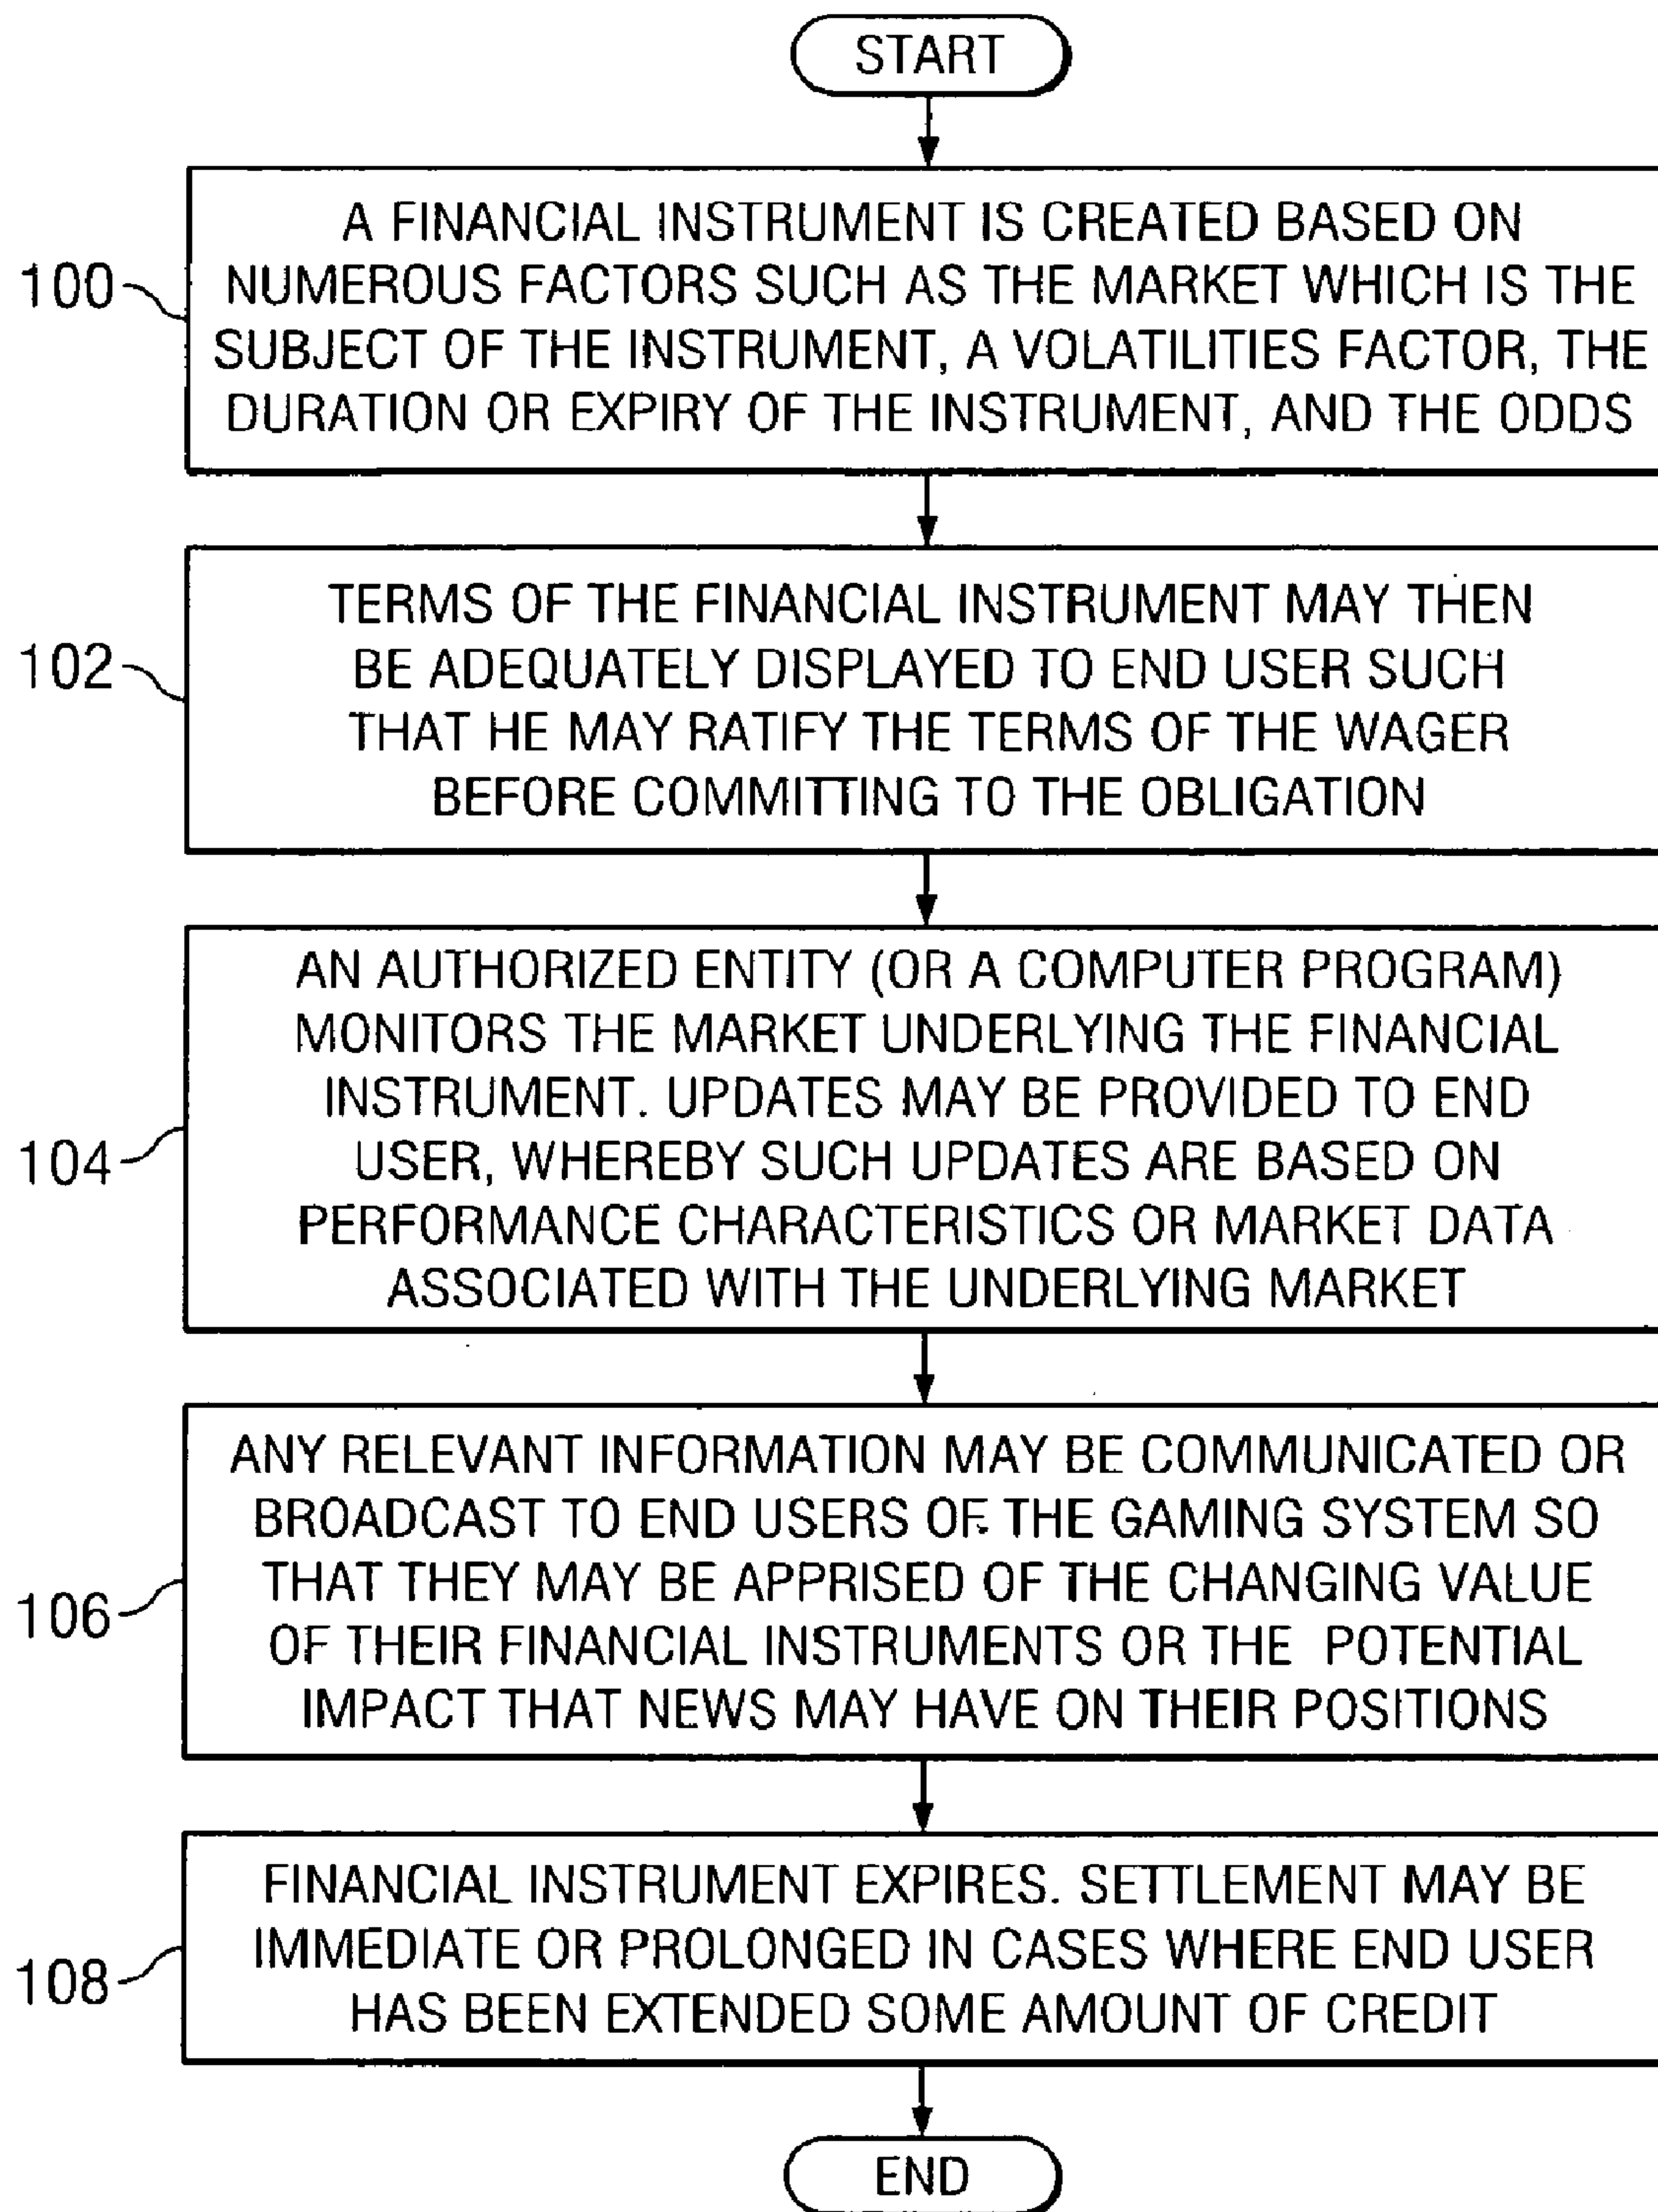 START
100
A FINANCIAL INSTRUMENT IS CREATED BASED ON
NUMEROUS FACTORS SUCH AS THE MARKET WHICH IS THE
SUBJECT OF THE INSTRUMENT, A VOLATILITIES FACTOR, THE
DURATION OR EXPIRY OF THE INSTRUMENT, AND THE ODDS
102
TERMS OF THE FINANCIAL INSTRUMENT MAY THEN
BE ADEQUATELY DISPLAYED TO END USER SUCH
THAT HE MAY RATIFY THE TERMS OF THE WAGER
BEFORE COMMITTING TO THE OBLIGATION
104
AN AUTHORIZED ENTITY (OR A COMPUTER PROGRAM)
MONITORS THE MARKET UNDERLYING THE FINANCIAL
INSTRUMENT. UPDATES MAY BE PROVIDED TO END
USER, WHEREBY SUCH UPDATES ARE BASED ON
PERFORMANCE CHARACTERISTICS OR MARKET DATA
ASSOCIATED WITH THE UNDERLYING MARKET
106
ANY RELEVANT INFORMATION MAY BE COMMUNICATED OR
BROADCAST TO END USERS OF THE GAMING SYSTEM SO
THAT THEY MAY BE APPRISED OF THE CHANGING VALUE
OF THEIR FINANCIAL INSTRUMENTS OR THE POTENTIAL
IMPACT THAT NEWS MAY HAVE ON THEIR POSITIONS
108
FINANCIAL INSTRUMENT EXPIRES. SETTLEMENT MAY BE
IMMEDIATE OR PROLONGED IN CASES WHERE END USER
HAS BEEN EXTENDED SOME AMOUNT OF CREDIT
END